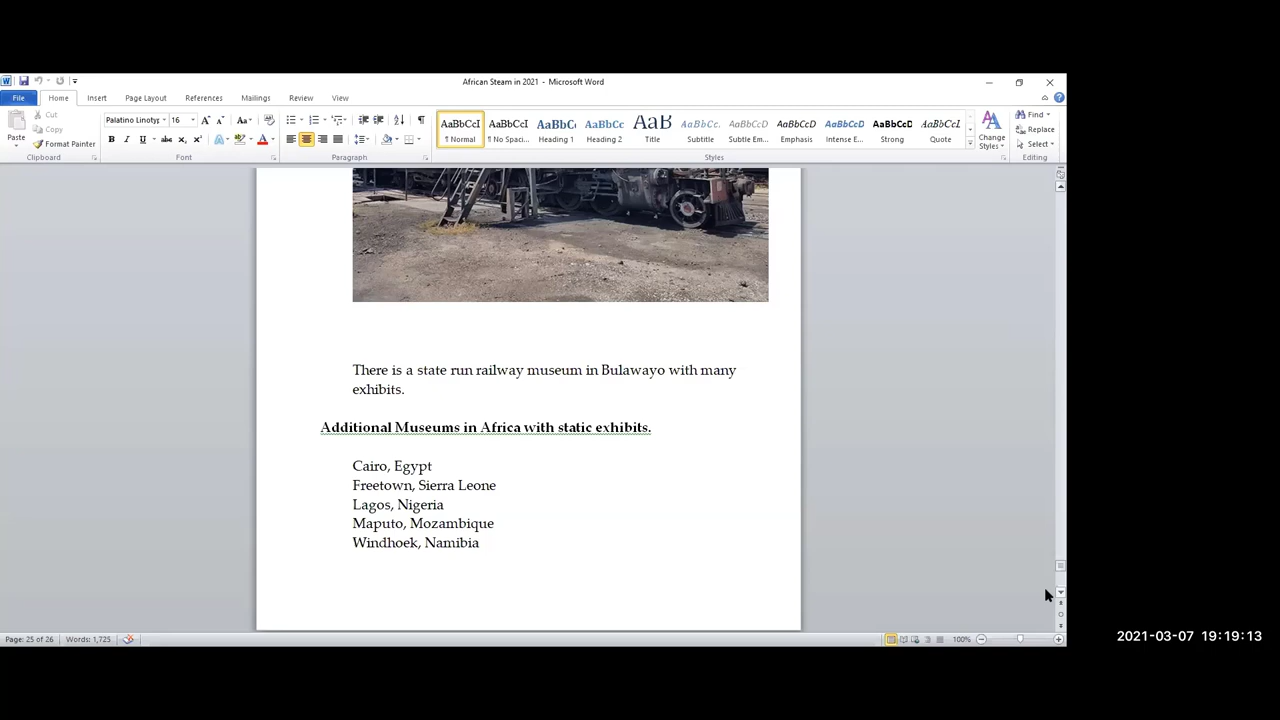 African Steam in 2021 - Microsoft Word
File Home Insert Page Layout References Mailings Review View
Paste
Cut
Copy
Format Painter
Clipboard
Palatino Linotyp 16
Font
Paragraph
AaBbCcI AaBbCcI AaBbCc AaBbCc AaB AaBbCc. AaBbCcD AaBbCcD AaBbCcD AaBbCcD AaBbCcI
¶ Normal ¶ No Spaci... Heading 1 Heading 2 Title Subtitle Subtle Em... Emphasis Intense E... Strong Quote
Styles
Change Styles
Find
Replace
Select
Editing
There is a state run railway museum in Bulawayo with many
exhibits.
Additional Museums in Africa with static exhibits.
Cairo, Egypt
Freetown, Sierra Leone
Lagos, Nigeria
Maputo, Mozambique
Windhoek, Namibia
Page: 25 of 26 Words: 1,725
100%
2021-03-07 19:19:13